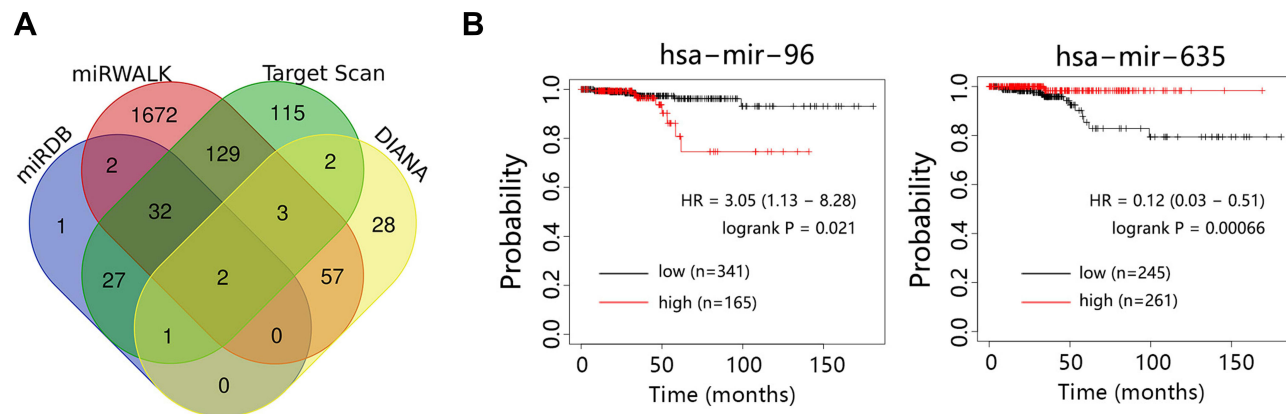 A
miRWALK
Target Scan
miRDB
DIANA
1672
115
2
129
2
1
32
3
28
27
2
57
1
0
0
B
hsa-mir-96
Probability
1.0
0.8
0.6
0.4
0.2
0.0
HR = 3.05 (1.13 - 8.28)
logrank P = 0.021
low (n=341)
high (n=165)
0 50 100 150
Time (months)
hsa-mir-635
Probability
1.0
0.8
0.6
0.4
0.2
0.0
HR = 0.12 (0.03 - 0.51)
logrank P = 0.00066
low (n=245)
high (n=261)
0 50 100 150
Time (months)